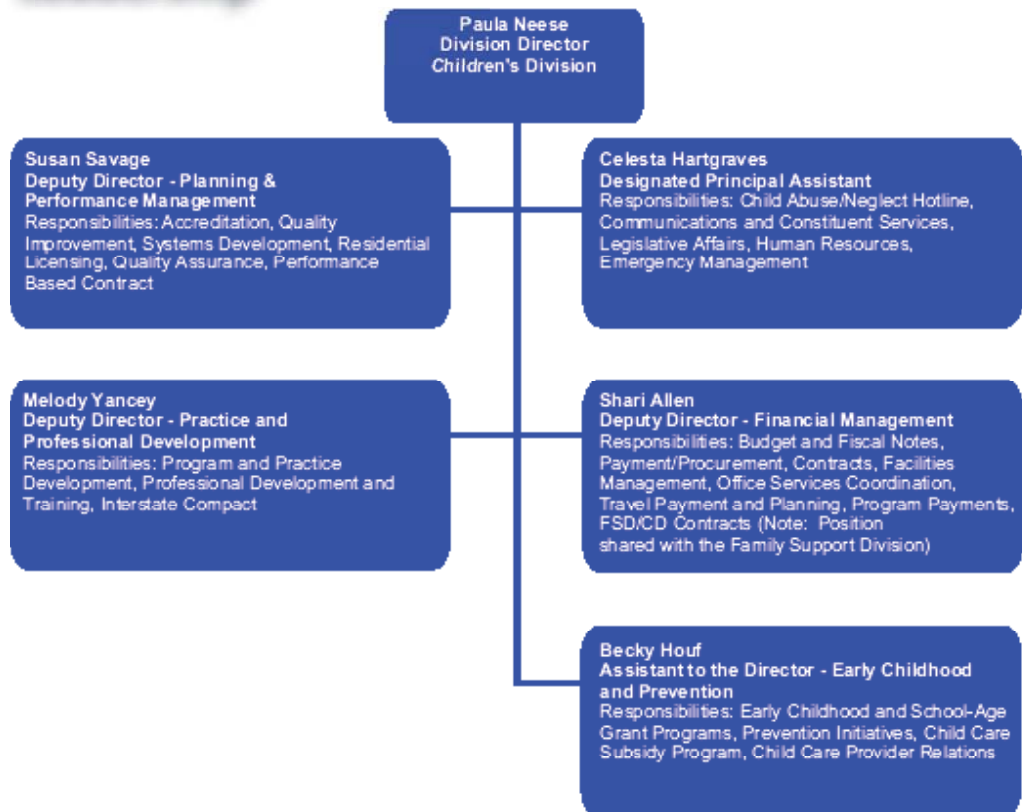 Paula Neese
Division Director
Children's Division
Susan Savage
Deputy Director - Planning &
Performance Management
Responsibilities: Accreditation, Quality
Improvement, Systems Development, Residential
Licensing, Quality Assurance, Performance
Based Contract
Celesta Hartgraves
Designated Principal Assistant
Responsibilities: Child Abuse/Neglect Hotline,
Communications and Constituent Services,
Legislative Affairs, Human Resources,
Emergency Management
Melody Yancey
Deputy Director - Practice and
Professional Development
Responsibilities: Program and Practice
Development, Professional Development and
Training, Interstate Compact
Shari Allen
Deputy Director - Financial Management
Responsibilities: Budget and Fiscal Notes,
Payment/Procurement, Contracts, Facilities
Management, Office Services Coordination,
Travel Payment and Planning, Program Payments,
FSD/CD Contracts (Note: Position
shared with the Family Support Division)
Becky Houf
Assistant to the Director - Early Childhood
and Prevention
Responsibilities: Early Childhood and School-Age
Grant Programs, Prevention Initiatives, Child Care
Subsidy Program, Child Care Provider Relations